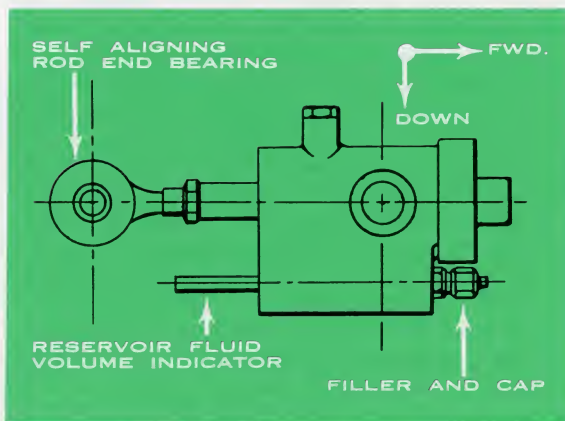 SELF ALIGNING
ROD END BEARING
FWD.
DOWN
RESERVOIR FLUID
VOLUME INDICATOR
FILLER AND CAP